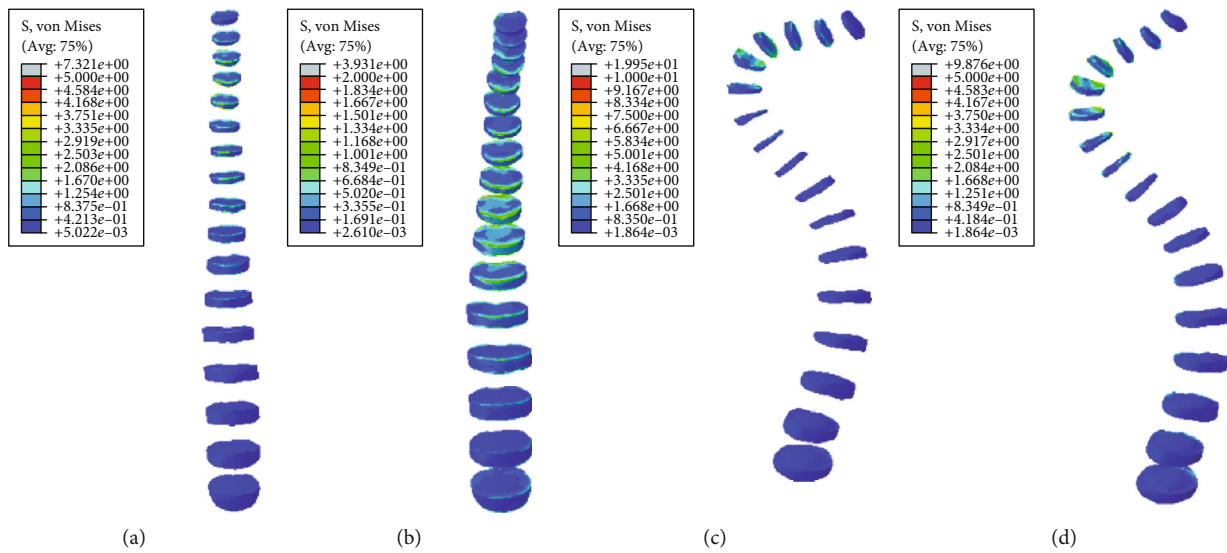 S, von Mises
(Avg: 75%)
+7.321e+00
+5.000e+00
+4.584e+00
+4.168e+00
+3.751e+00
+3.335e+00
+2.919e+00
+2.503e+00
+2.086e+00
+1.670e+00
+1.254e+00
+8.375e–01
+4.213e–01
+5.022e–03
(a)
S, von Mises
(Avg: 75%)
+3.931e+00
+2.000e+00
+1.834e+00
+1.667e+00
+1.501e+00
+1.334e+00
+1.168e+00
+1.001e+00
+8.349e–01
+6.684e–01
+5.020e–01
+3.355e–01
+1.691e–01
+2.610e–03
(b)
S, von Mises
(Avg: 75%)
+1.995e+01
+1.000e+01
+9.167e+00
+8.334e+00
+7.500e+00
+6.667e+00
+5.834e+00
+5.001e+00
+4.168e+00
+3.335e+00
+2.501e+00
+1.668e+00
+8.350e–01
+1.864e–03
(c)
S, von Mises
(Avg: 75%)
+9.876e+00
+5.000e+00
+4.583e+00
+4.167e+00
+3.750e+00
+3.334e+00
+2.917e+00
+2.501e+00
+2.084e+00
+1.668e+00
+1.251e+00
+8.349e–01
+4.184e–01
+1.864e–03
(d)